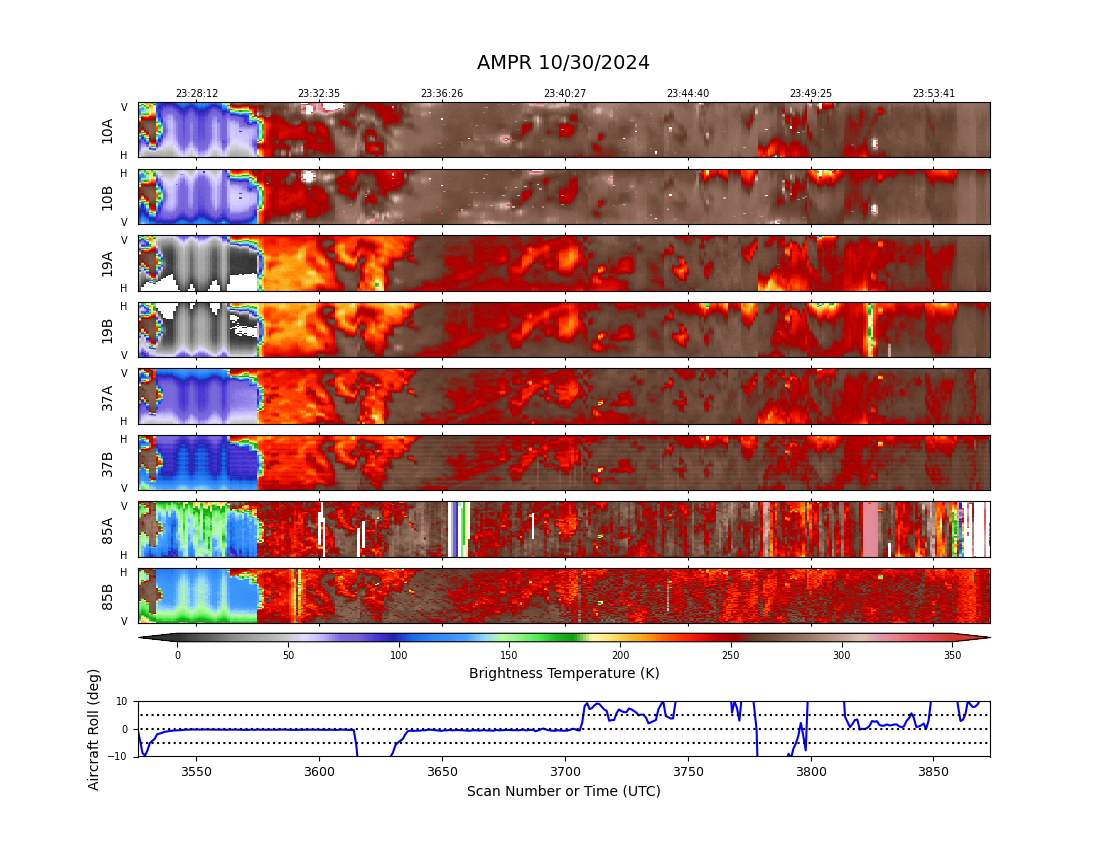 AMPR 10/30/2024
23:28:12 23:32:35 23:36:26 23:40:27 23:44:40 23:49:25 23:53:41
V
10A
H
H
10B
V
V
19A
H
H
19B
V
V
37A
H
H
37B
V
V
85A
H
H
85B
V
0 50 100 150 200 250 300 350
Brightness Temperature (K)
Aircraft Roll (deg)
10
0
−10
3550 3600 3650 3700 3750 3800 3850
Scan Number or Time (UTC)